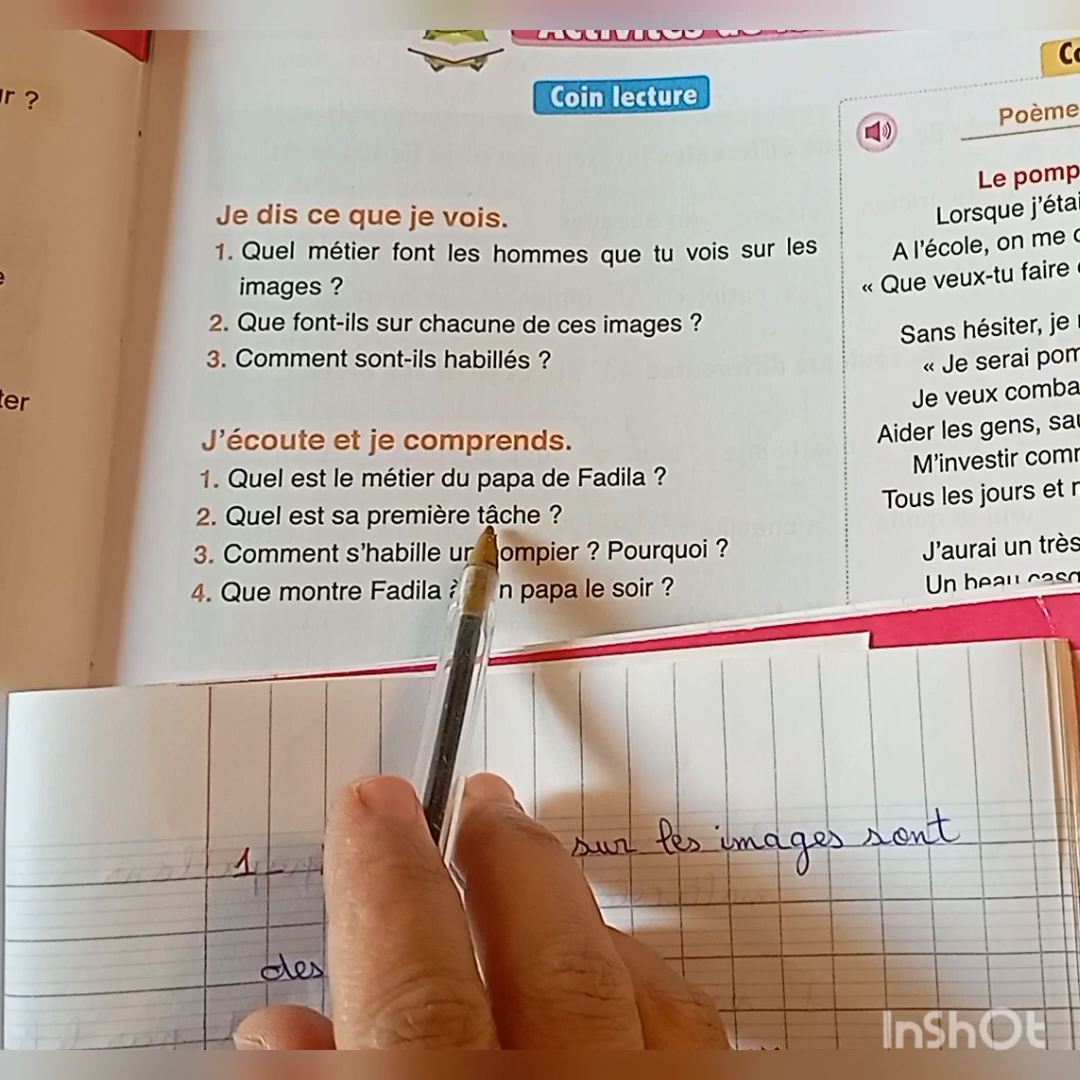 r ?
ter
Coin lecture
Je dis ce que je vois.
1. Quel métier font les hommes que tu vois sur les
images ?
2. Que font-ils sur chacune de ces images ?
3. Comment sont-ils habillés ?
J'écoute et je comprends.
1. Quel est le métier du papa de Fadila ?
2. Quel est sa première tâche ?
3. Comment s'habille ompier ? Pourquoi ?
4. Que montre Fadila papa le soir ?
Poème
Le pomp
Lorsque j'étai
A l'école, on me
« Que veux-tu faire
Sans hésiter, je
« Je serai pom
Je veux comba
Aider les gens, sau
M'investir comm
Tous les jours et
J'aurai un très
Un beau casq
1- sur les images sont
des
InShOt